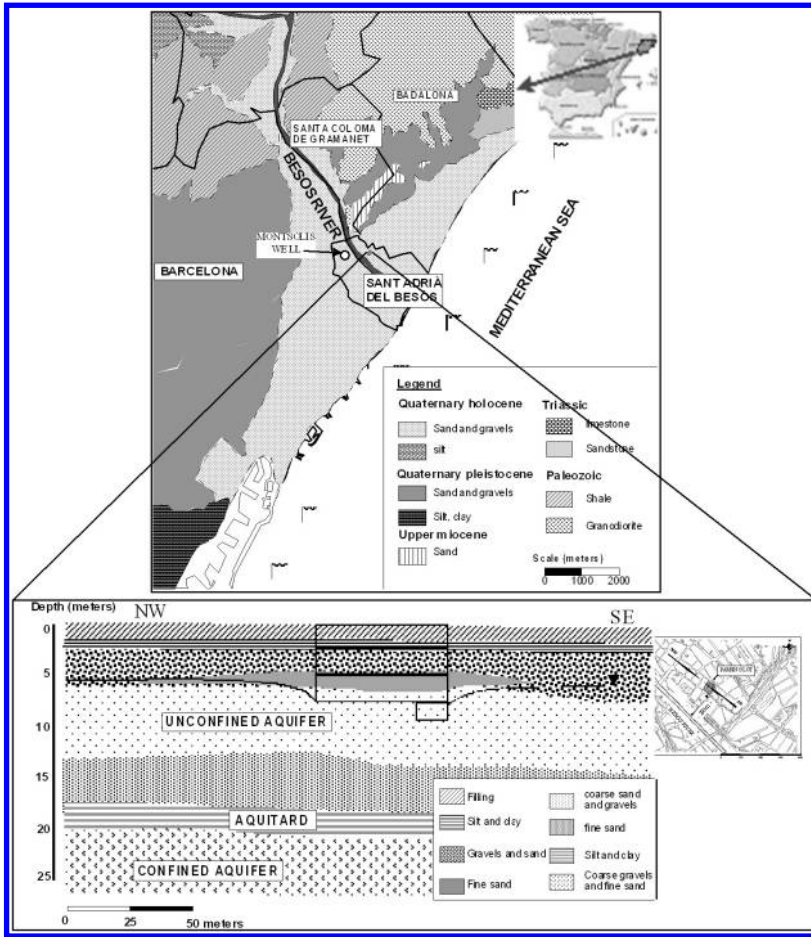 BADALONA
SANTA COLOMA
DE GRAMANET
BESOS RIVER
MONTSOLIS
WELL
BARCELONA
SANT ADRIÀ
DEL BESOS
MEDITERRANEAN SEA
Legend
Quaternary holocene
Sand and gravels
silt
Quaternary pleistocene
Sand and gravels
Silt, clay
Upper miocene
Sand
Triassic
limestone
Sandstone
Paleozoic
Shale
Granodiorite
Scale (meters)
0 1000 2000
Depth (meters)
NW
SE
0
5
10
15
20
25
UNCONFINED AQUIFER
AQUITARD
CONFINED AQUIFER
Filling
Silt and clay
Gravels and sand
Fine sand
coarse sand
and gravels
fine sand
Silt and clay
Coarse gravels
and fine sand
0 25 50 meters